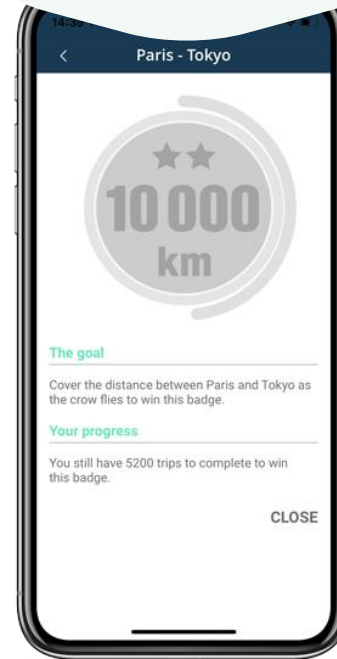 Paris - Tokyo
10 000
km
The goal
Cover the distance between Paris and Tokyo as
the crow flies to win this badge.
Your progress
You still have 5200 trips to complete to win
this badge.
CLOSE